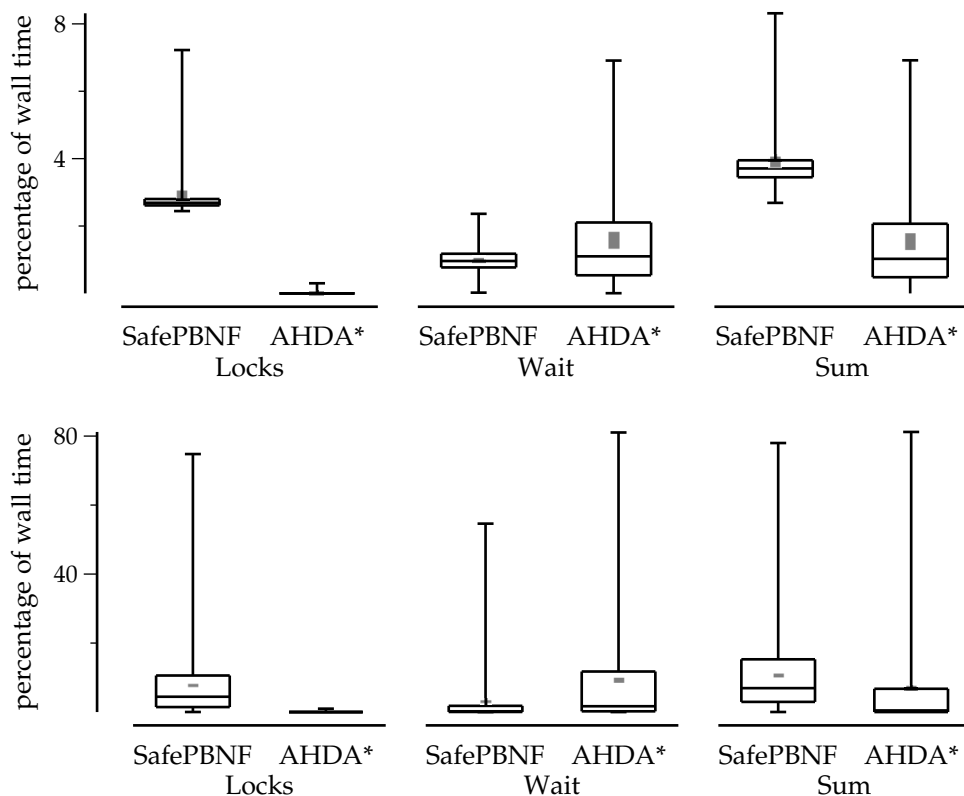 percentage of wall time
8
4
SafePBNF AHDA* SafePBNF AHDA* SafePBNF AHDA*
Locks Wait Sum
percentage of wall time
80
40
SafePBNF AHDA* SafePBNF AHDA* SafePBNF AHDA*
Locks Wait Sum